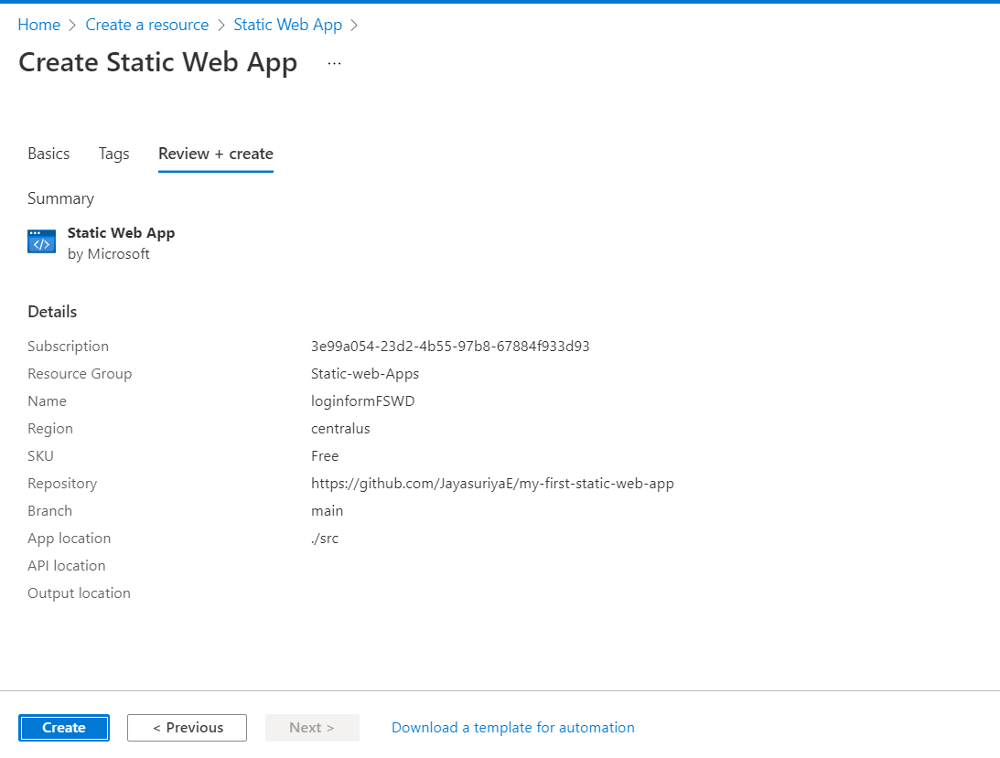 Home > Create a resource > Static Web App >
Create Static Web App ...
Basics Tags Review + create
Summary
Static Web App
by Microsoft
Details
Subscription 3e99a054-23d2-4b55-97b8-67884f933d93
Resource Group Static-web-Apps
Name loginformFSWD
Region centralus
SKU Free
Repository https://github.com/JayasuriyaE/my-first-static-web-app
Branch main
App location ./src
API location
Output location
Create < Previous Next > Download a template for automation